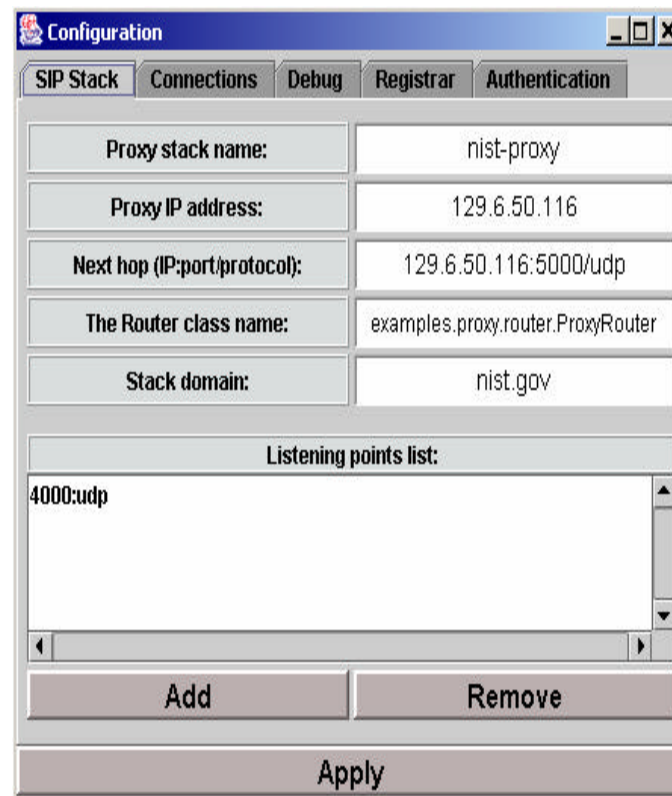 Configuration
SIP Stack Connections Debug Registrar Authentication
Proxy stack name: nist-proxy
Proxy IP address: 129.6.50.116
Next hop (IP:port/protocol): 129.6.50.116:5000/udp
The Router class name: examples.proxy.router.ProxyRouter
Stack domain: nist.gov
Listening points list:
4000:udp
Add Remove
Apply